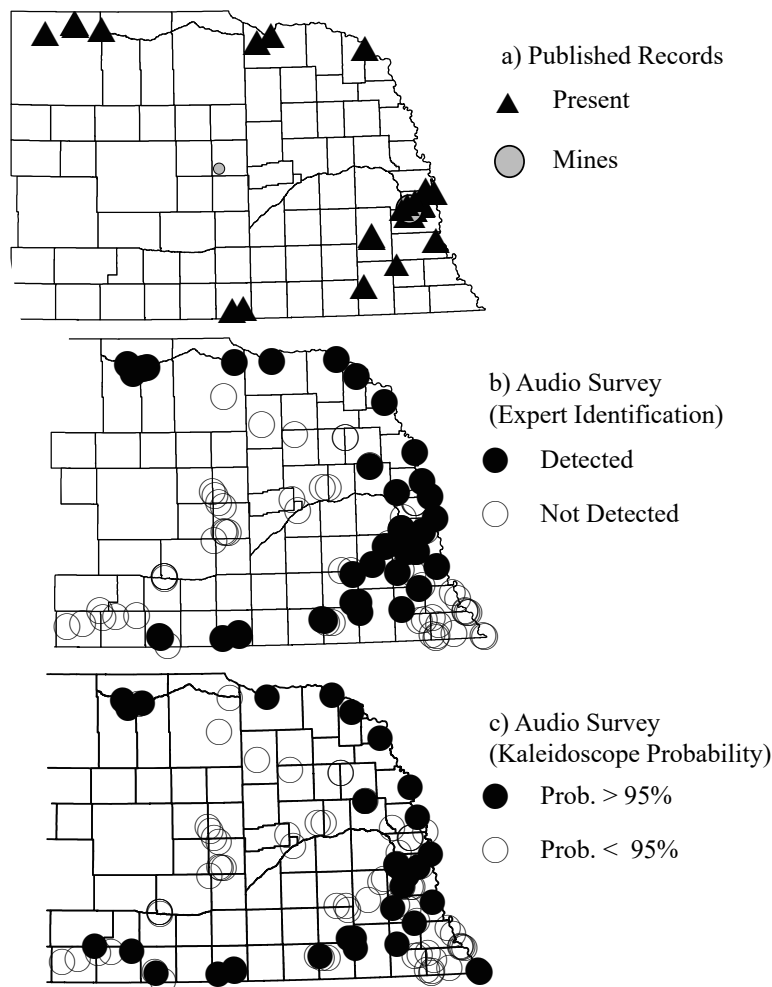 a) Published Records
Present
Mines
b) Audio Survey
(Expert Identification)
Detected
Not Detected
c) Audio Survey
(Kaleidoscope Probability)
Prob. > 95%
Prob. < 95%